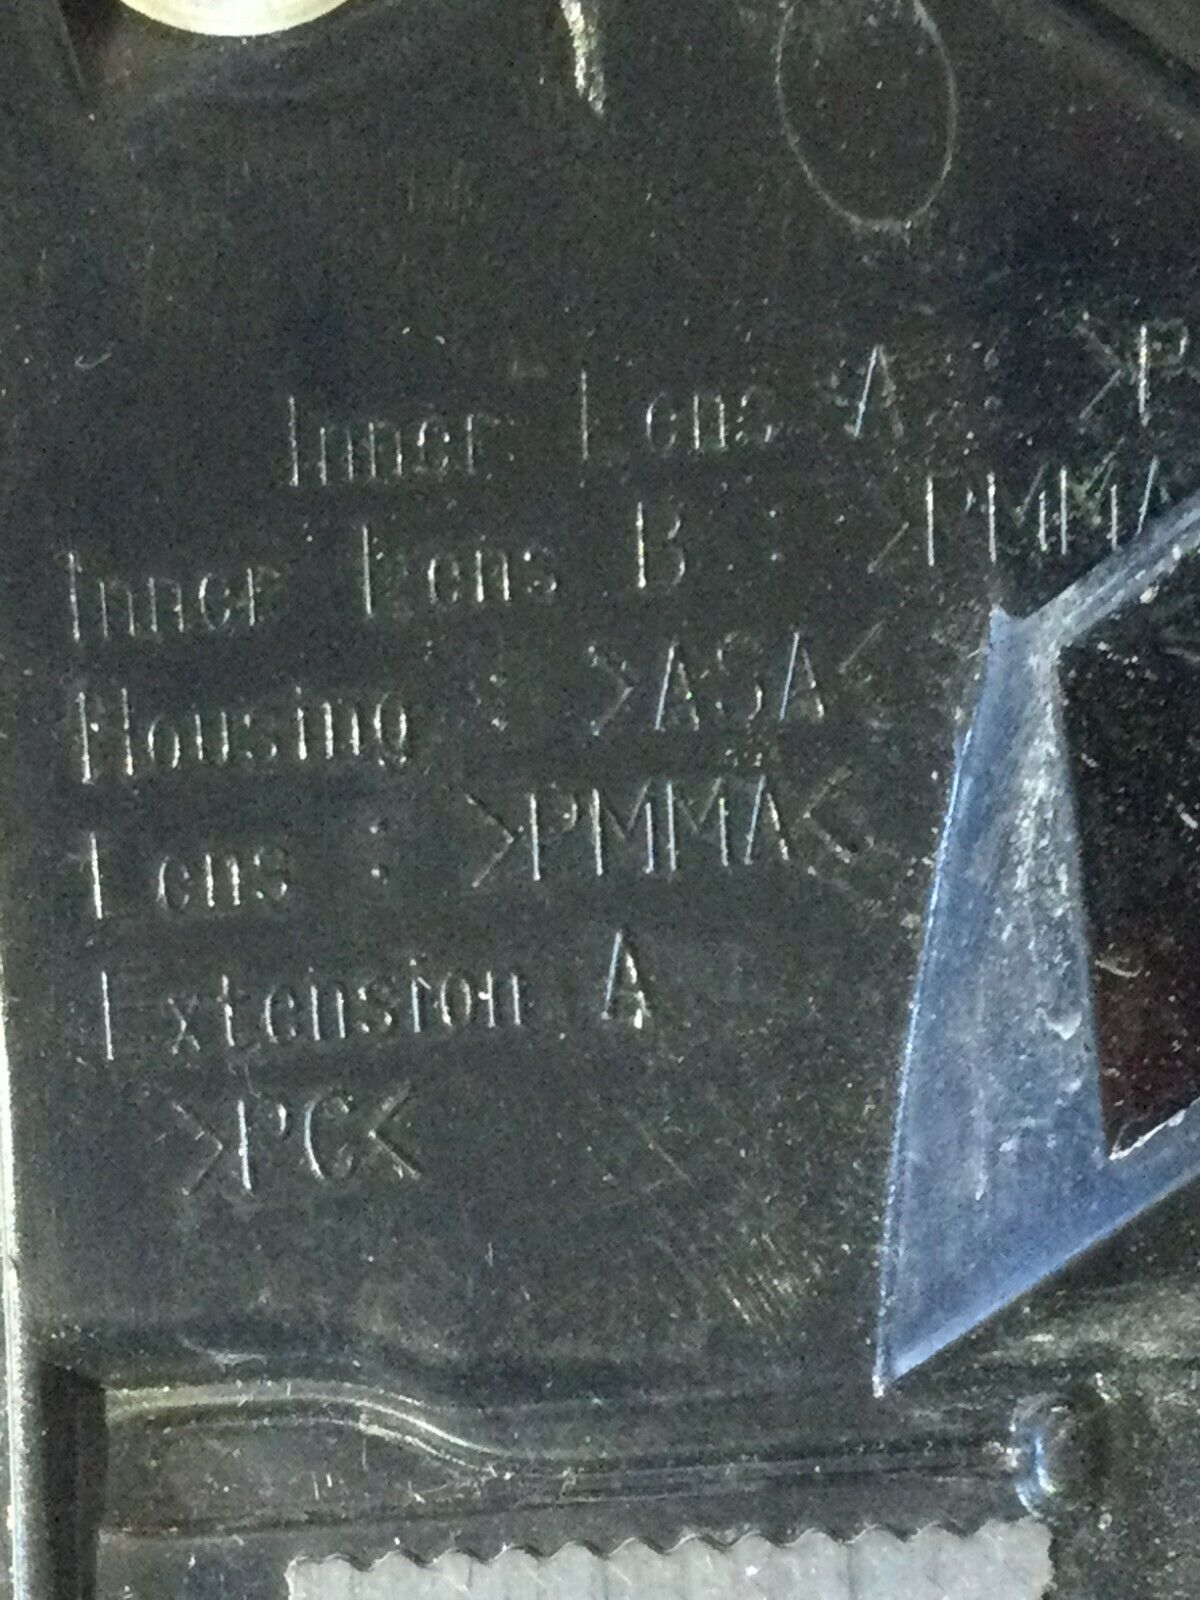 Inner Lens A >P
Inner Lens B : >PMMA
Housing : >ASA<
Lens : >PMMA<
Extension A
>PC<